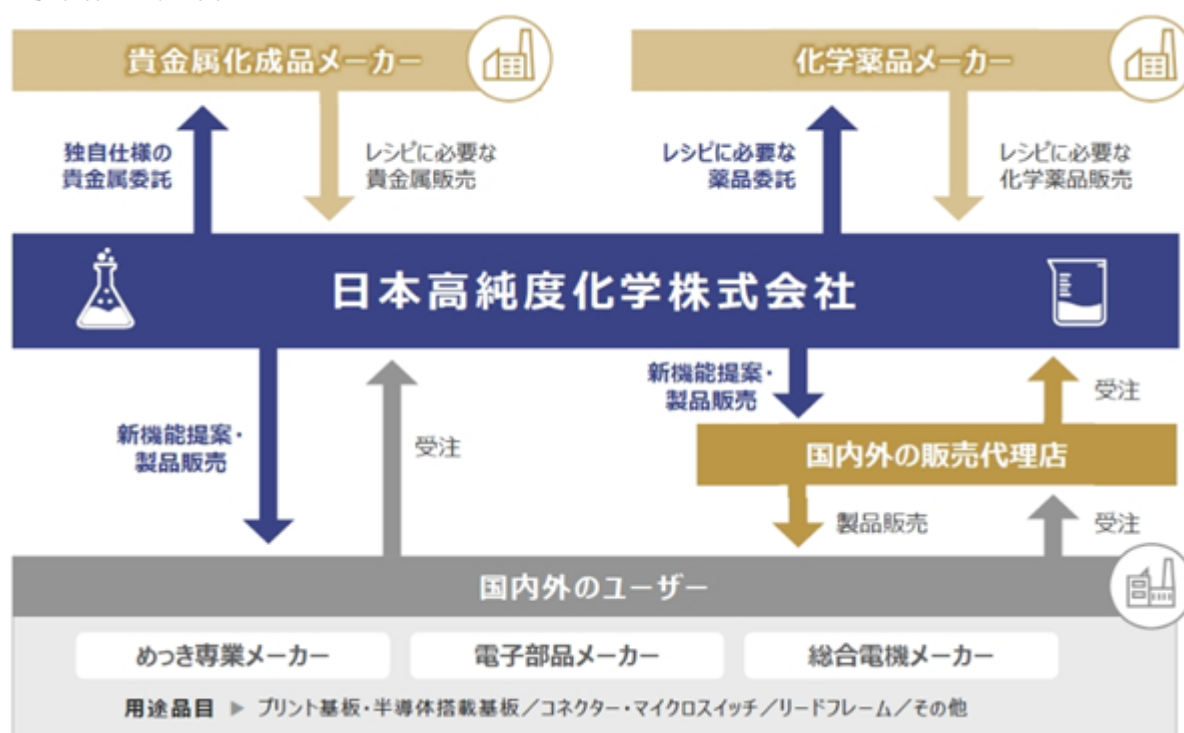 貴金属化成品メーカー
化学薬品メーカー
独自仕様の
貴金属委託
レシピに必要な
貴金属販売
レシピに必要な
薬品委託
レシピに必要な
化学薬品販売
日本高純度化学株式会社
新機能提案・
製品販売
受注
新機能提案・
製品販売
受注
国内外の販売代理店
製品販売
受注
国内外のユーザー
めっき専業メーカー
電子部品メーカー
総合電機メーカー
用途品目 ▶ プリント基板・半導体搭載基板／コネクター・マイクロスイッチ／リードフレーム／その他